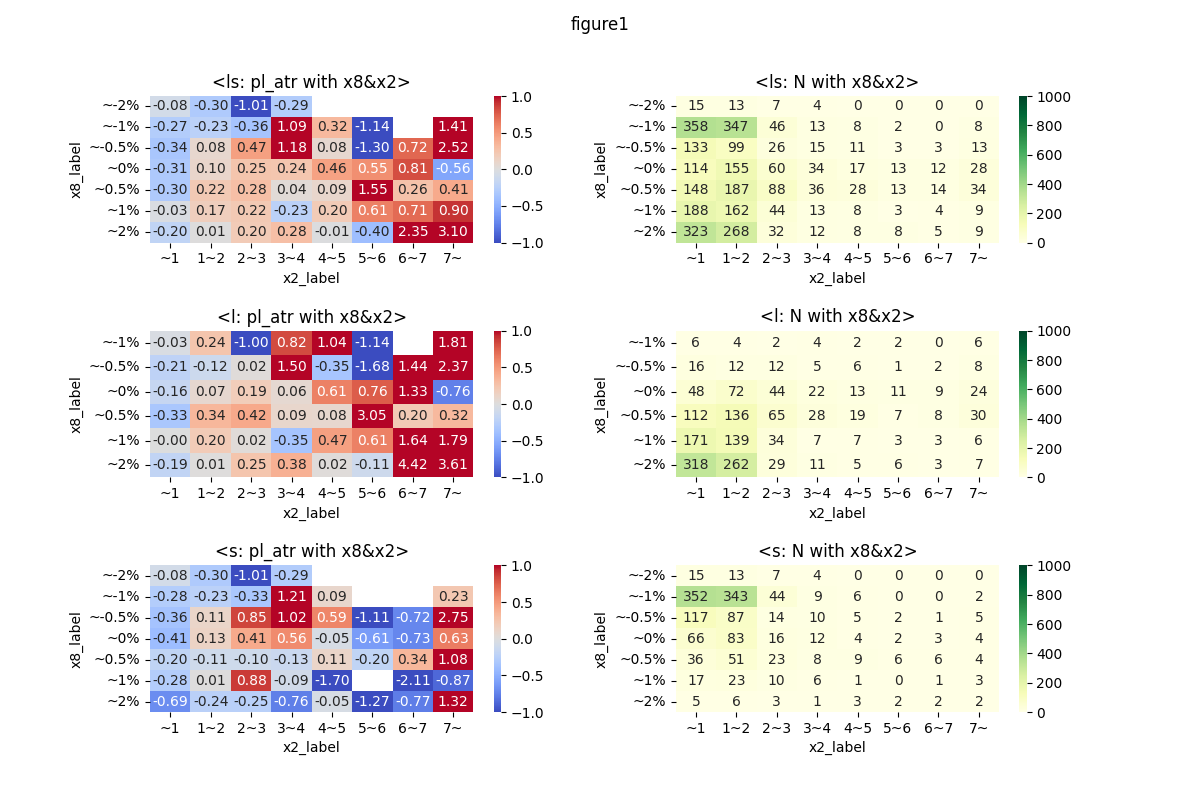 figure1
<ls: pl_atr with x8&x2>
~-2% -0.08 -0.30 -1.01 -0.29
~-1% -0.27 -0.23 -0.36 1.09 0.32 -1.14 1.41
~-0.5% -0.34 0.08 0.47 1.18 0.08 -1.30 0.72 2.52
~0% -0.31 0.10 0.25 0.24 0.46 0.55 0.81 -0.56
~0.5% -0.30 0.22 0.28 0.04 0.09 1.55 0.26 0.41
~1% -0.03 0.17 0.22 -0.23 0.20 0.61 0.71 0.90
~2% -0.20 0.01 0.20 0.28 -0.01 -0.40 2.35 3.10
~1 1~2 2~3 3~4 4~5 5~6 6~7 7~
x2_label
x8_label
1.0
0.5
0.0
−0.5
−1.0
<ls: N with x8&x2>
~-2% 15 13 7 4 0 0 0 0
~-1% 358 347 46 13 8 2 0 8
~-0.5% 133 99 26 15 11 3 3 13
~0% 114 155 60 34 17 13 12 28
~0.5% 148 187 88 36 28 13 14 34
~1% 188 162 44 13 8 3 4 9
~2% 323 268 32 12 8 8 5 9
~1 1~2 2~3 3~4 4~5 5~6 6~7 7~
x2_label
x8_label
1000
800
600
400
200
0
<l: pl_atr with x8&x2>
~-1% -0.03 0.24 -1.00 0.82 1.04 -1.14 1.81
~-0.5% -0.21 -0.12 0.02 1.50 -0.35 -1.68 1.44 2.37
~0% -0.16 0.07 0.19 0.06 0.61 0.76 1.33 -0.76
~0.5% -0.33 0.34 0.42 0.09 0.08 3.05 0.20 0.32
~1% -0.00 0.20 0.02 -0.35 0.47 0.61 1.64 1.79
~2% -0.19 0.01 0.25 0.38 0.02 -0.11 4.42 3.61
~1 1~2 2~3 3~4 4~5 5~6 6~7 7~
x2_label
x8_label
1.0
0.5
0.0
−0.5
−1.0
<l: N with x8&x2>
~-1% 6 4 2 4 2 2 0 6
~-0.5% 16 12 12 5 6 1 2 8
~0% 48 72 44 22 13 11 9 24
~0.5% 112 136 65 28 19 7 8 30
~1% 171 139 34 7 7 3 3 6
~2% 318 262 29 11 5 6 3 7
~1 1~2 2~3 3~4 4~5 5~6 6~7 7~
x2_label
x8_label
1000
800
600
400
200
0
<s: pl_atr with x8&x2>
~-2% -0.08 -0.30 -1.01 -0.29
~-1% -0.28 -0.23 -0.33 1.21 0.09 0.23
~-0.5% -0.36 0.11 0.85 1.02 0.59 -1.11 -0.72 2.75
~0% -0.41 0.13 0.41 0.56 -0.05 -0.61 -0.73 0.63
~0.5% -0.20 -0.11 -0.10 -0.13 0.11 -0.20 0.34 1.08
~1% -0.28 0.01 0.88 -0.09 -1.70 -2.11 -0.87
~2% -0.69 -0.24 -0.25 -0.76 -0.05 -1.27 -0.77 1.32
~1 1~2 2~3 3~4 4~5 5~6 6~7 7~
x2_label
x8_label
1.0
0.5
0.0
−0.5
−1.0
<s: N with x8&x2>
~-2% 15 13 7 4 0 0 0 0
~-1% 352 343 44 9 6 0 0 2
~-0.5% 117 87 14 10 5 2 1 5
~0% 66 83 16 12 4 2 3 4
~0.5% 36 51 23 8 9 6 6 4
~1% 17 23 10 6 1 0 1 3
~2% 5 6 3 1 3 2 2 2
~1 1~2 2~3 3~4 4~5 5~6 6~7 7~
x2_label
x8_label
1000
800
600
400
200
0